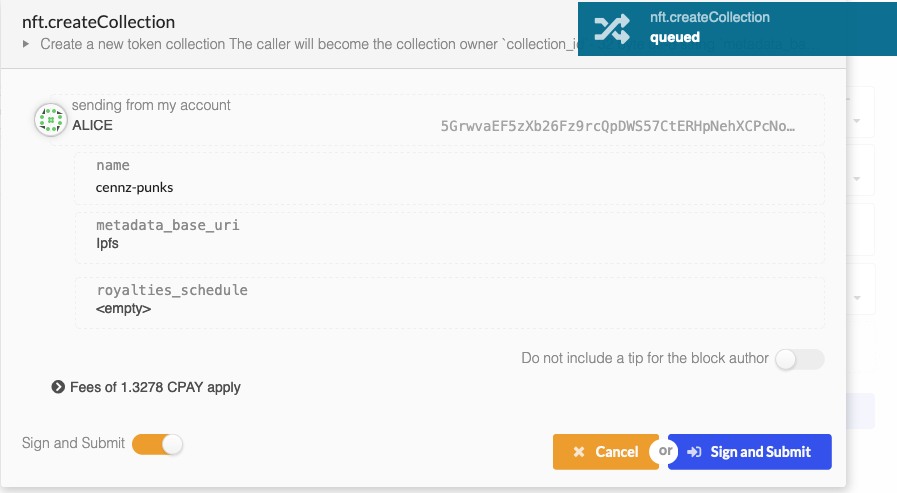 nft.createCollection
Create a new token collection The caller will become the collection owner `collection_id
nft.createCollection
queued
sending from my account
ALICE
5GrwvaEF5zXb26Fz9rcQpDWS57CtERHpNehXCPcNo…
name
cennz-punks
metadata_base_uri
Ipfs
royalties_schedule
<empty>
Do not include a tip for the block author
Fees of 1.3278 CPAY apply
Sign and Submit
Cancel
or
Sign and Submit